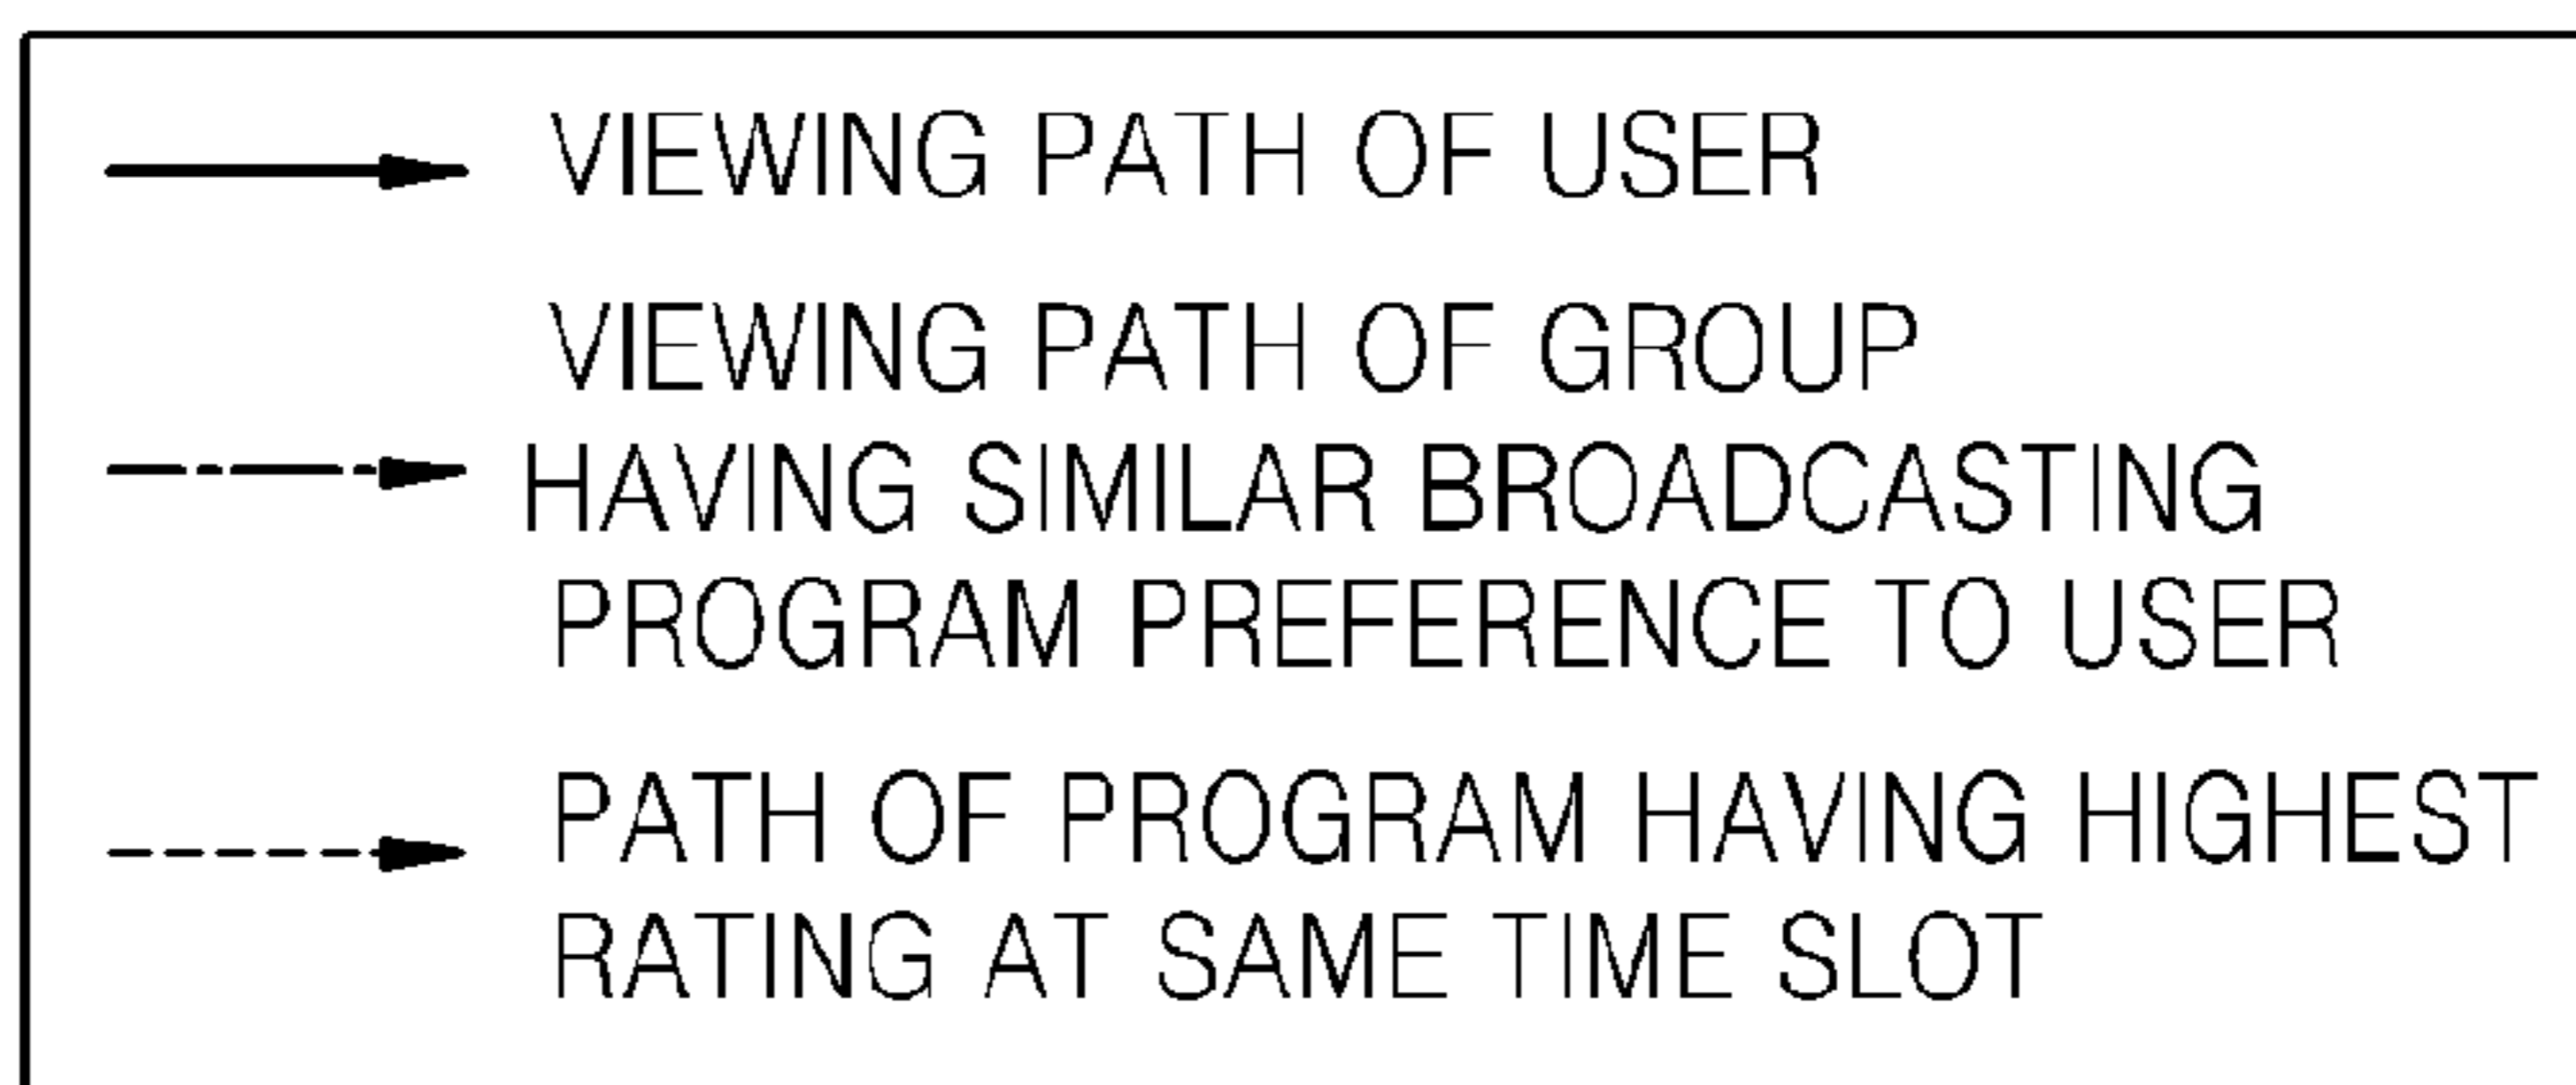 VIEWING PATH OF USER
VIEWING PATH OF GROUP
HAVING SIMILAR BROADCASTING
PROGRAM PREFERENCE TO USER
PATH OF PROGRAM HAVING HIGHEST
RATING AT SAME TIME SLOT